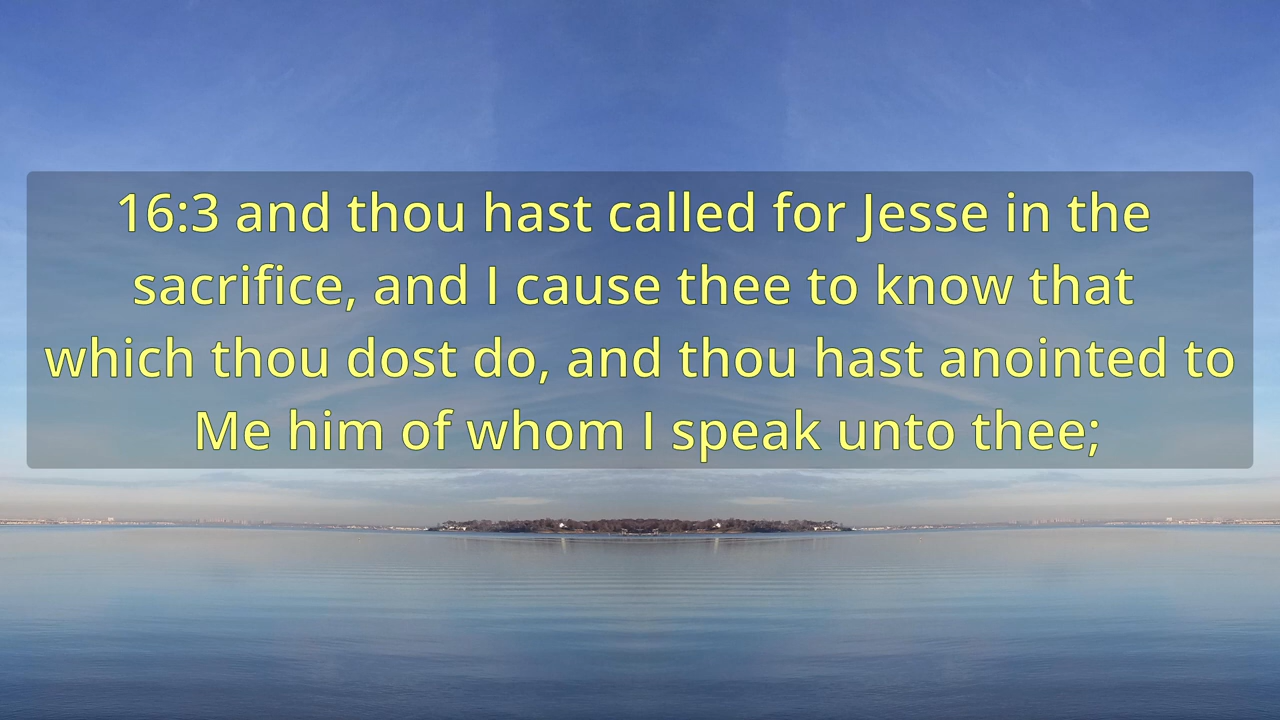 16:3 and thou hast called for Jesse in the
sacrifice, and I cause thee to know that
which thou dost do, and thou hast anointed to
Me him of whom I speak unto thee;